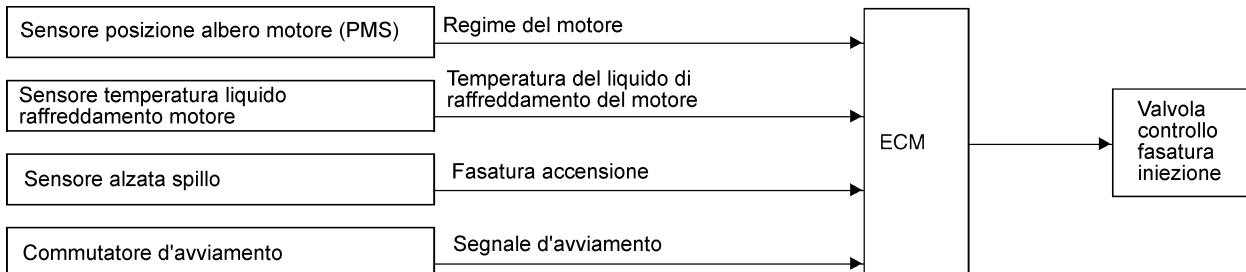 Sensore posizione albero motore (PMS)
Regime del motore
Sensore temperatura liquido
raffreddamento motore
Temperatura del liquido di
raffreddamento del motore
Sensore alzata spillo
Fasatura accensione
Commutatore d'avviamento
Segnale d'avviamento
ECM
Valvola
controllo
fasatura
iniezione